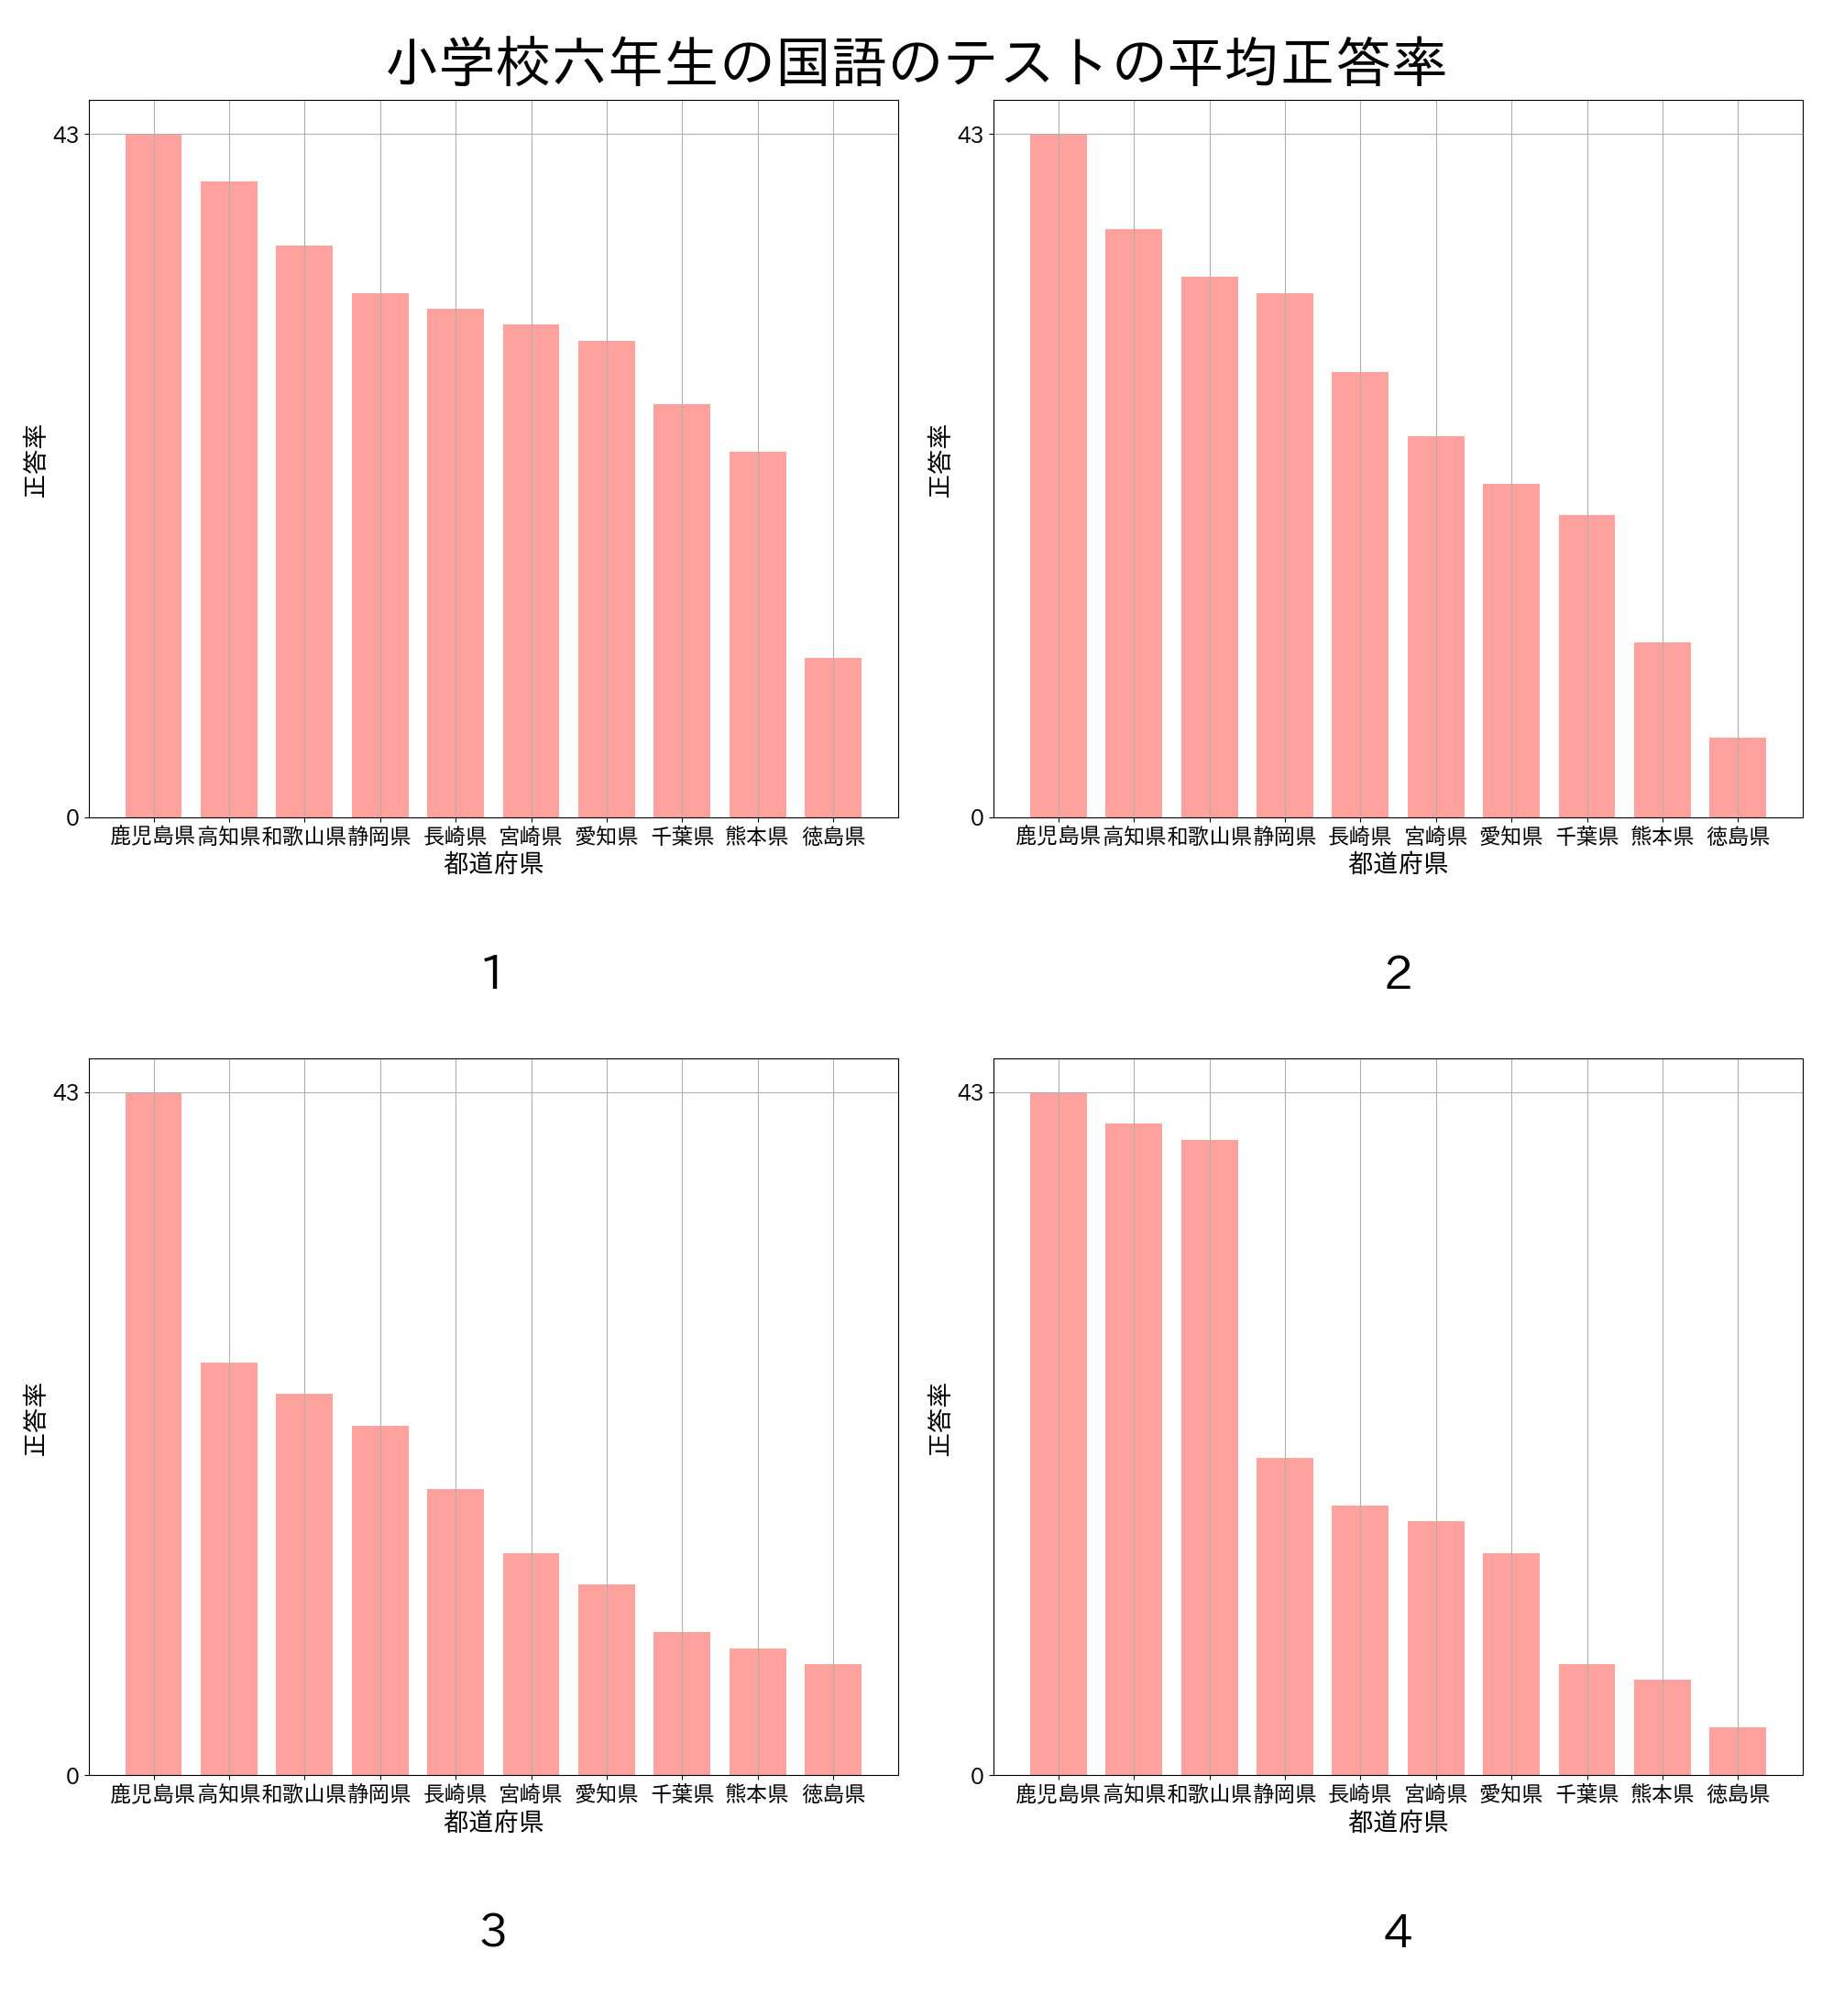 小学校六年生の国語のテストの平均正答率
43
0
正答率
鹿児島県 高知県 和歌山県 静岡県 長崎県 宮崎県 愛知県 千葉県 熊本県 徳島県
都道府県
1
43
0
正答率
鹿児島県 高知県 和歌山県 静岡県 長崎県 宮崎県 愛知県 千葉県 熊本県 徳島県
都道府県
2
43
0
正答率
鹿児島県 高知県 和歌山県 静岡県 長崎県 宮崎県 愛知県 千葉県 熊本県 徳島県
都道府県
3
43
0
正答率
鹿児島県 高知県 和歌山県 静岡県 長崎県 宮崎県 愛知県 千葉県 熊本県 徳島県
都道府県
4